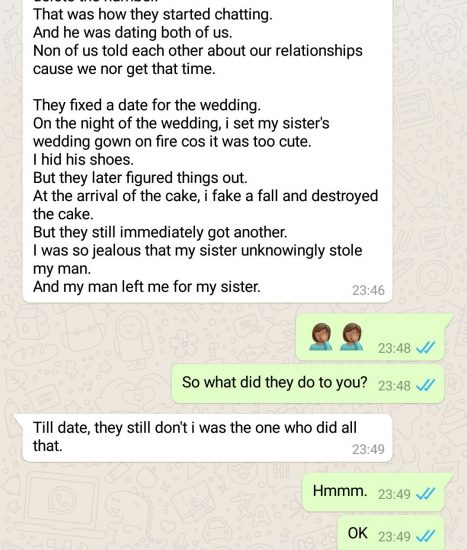 That was how they started chatting.
And he was dating both of us.
Non of us told each other about our relationships
cause we nor get that time.
They fixed a date for the wedding.
On the night of the wedding, i set my sister's
wedding gown on fire cos it was too cute.
I hid his shoes.
But they later figured things out.
At the arrival of the cake, i fake a fall and destroyed
the cake.
But they still immediately got another.
I was so jealous that my sister unknowingly stole
my man.
And my man left me for my sister.
23:46
23:48
So what did they do to you? 23:48
Till date, they still don't i was the one who did all
that.
23:49
Hmmm. 23:49
OK 23:49